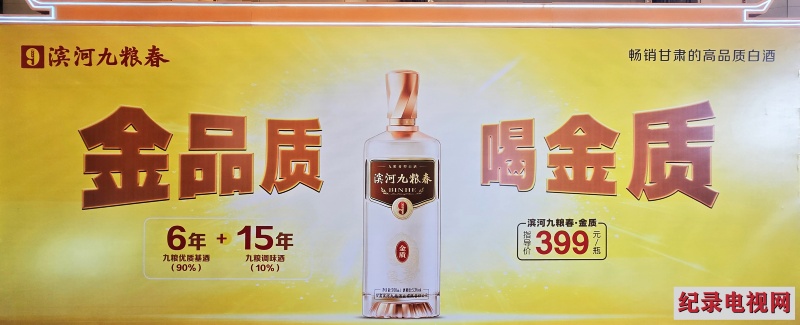 9 滨河九粮春
畅销甘肃的高品质白酒
金品质
喝金质
6年 + 15年
九粮优质基酒 九粮调味酒
(90%) (10%)
滨河九粮春
BINHE
9
金质
滨河九粮春·金质
指导价 399 元/瓶
纪录电视网